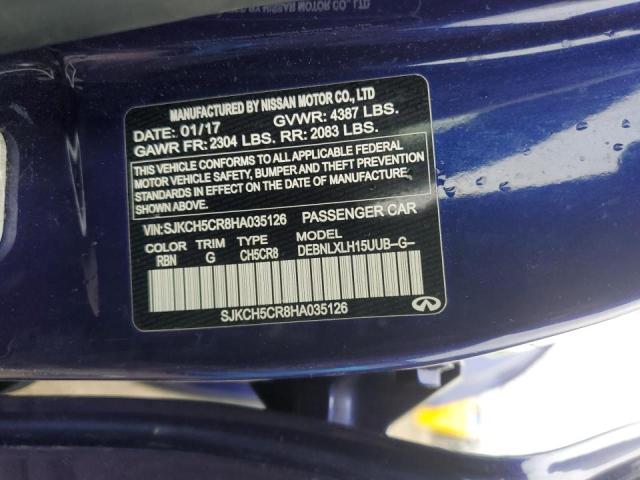 MANUFACTURED BY NISSAN MOTOR CO., LTD
DATE: 01/17 GVWR: 4387 LBS.
GAWR FR: 2304 LBS. RR: 2083 LBS.
THIS VEHICLE CONFORMS TO ALL APPLICABLE FEDERAL
MOTOR VEHICLE SAFETY, BUMPER AND THEFT PREVENTION
STANDARDS IN EFFECT ON THE DATE OF MANUFACTURE
SHOWN ABOVE.
VIN:SJKCH5CR8HA035126 PASSENGER CAR
COLOR TRIM TYPE MODEL
RBN G CH5CR8 DEBNLXLH15UUB-G-
SJKCH5CR8HA035126